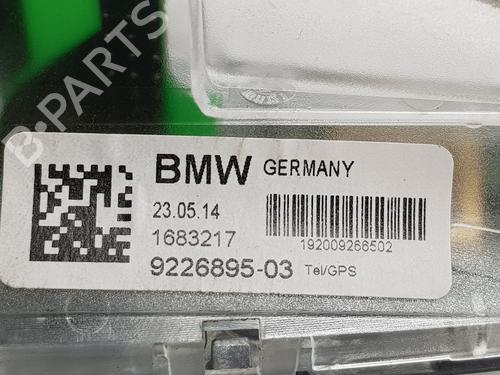 B-PARTS
BMW GERMANY
23.05.14
1683217
192009266502
9226895-03 Tel/GPS